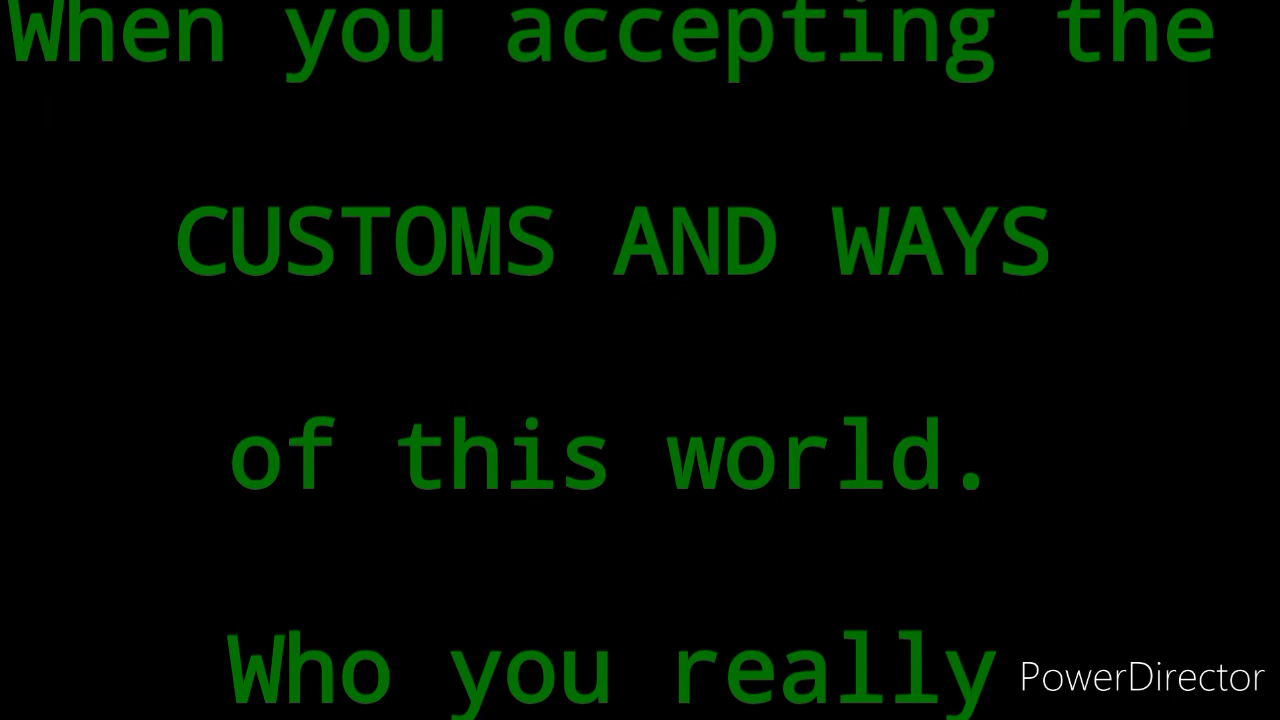 When you accepting the
CUSTOMS AND WAYS
of this world.
Who you really
PowerDirector